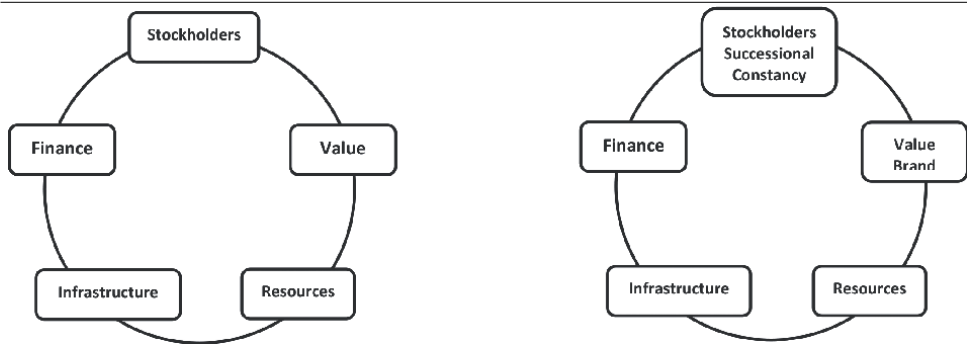 Stockholders
Finance
Value
Infrastructure
Resources
Stockholders
Successional
Constancy
Finance
Value
Brand
Infrastructure
Resources